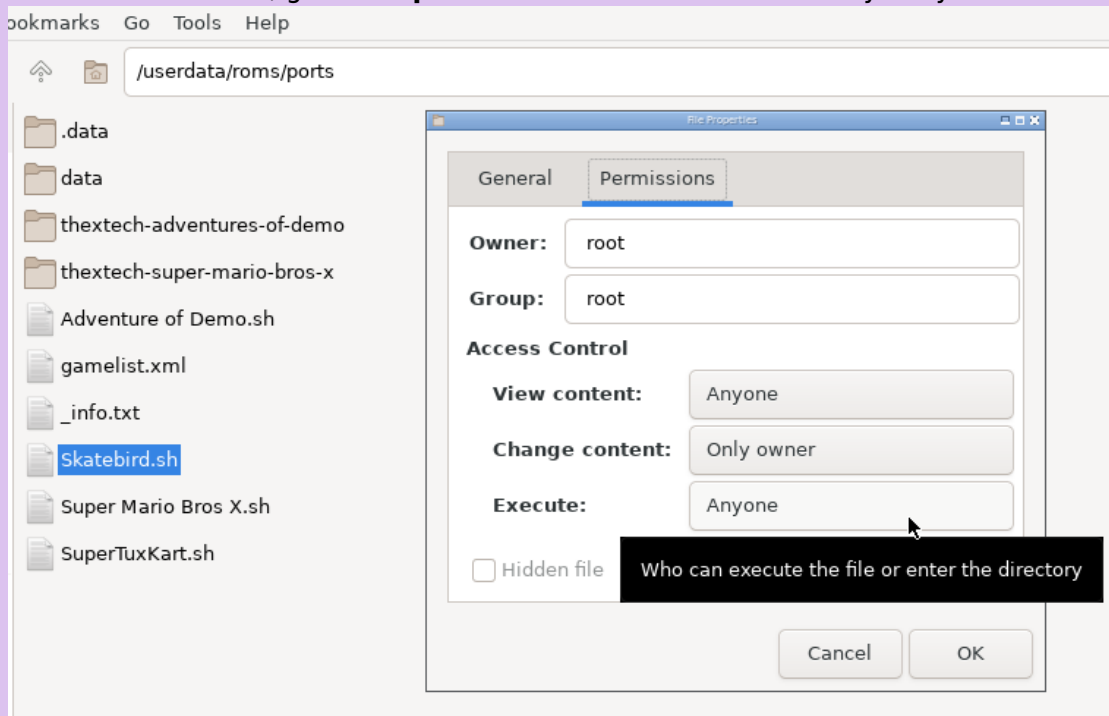 ookmarks Go Tools Help
/userdata/roms/ports
.data
data
thextech-adventures-of-demo
thextech-super-mario-bros-x
Adventure of Demo.sh
gamelist.xml
_info.txt
Skatebird.sh
Super Mario Bros X.sh
SuperTuxKart.sh
File Properties
General Permissions
Owner: root
Group: root
Access Control
View content: Anyone
Change content: Only owner
Execute: Anyone
Hidden file
Who can execute the file or enter the directory
Cancel OK